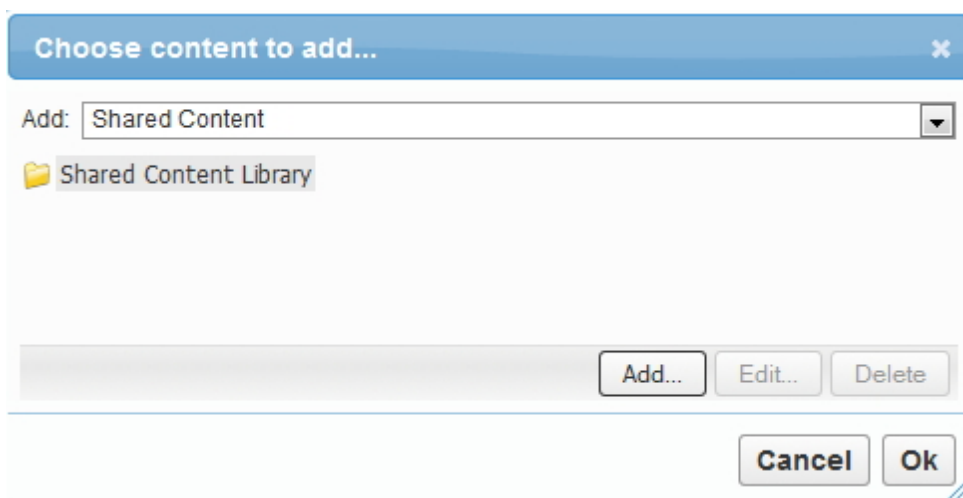 Choose content to add...
Add: Shared Content
Shared Content Library
Add... Edit... Delete
Cancel Ok